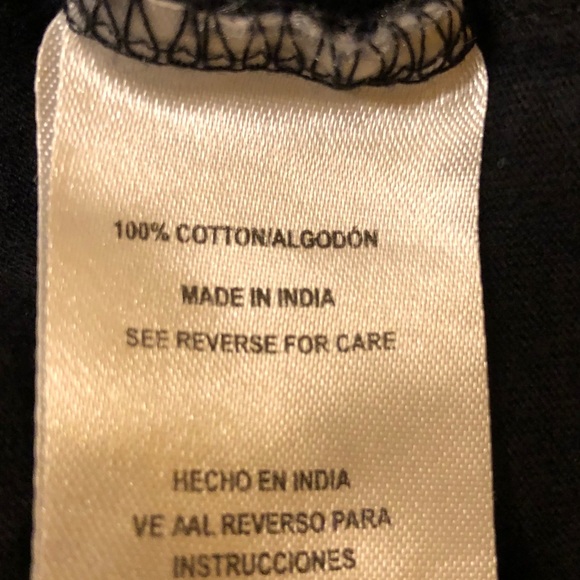 100% COTTON/ALGODÓN
MADE IN INDIA
SEE REVERSE FOR CARE
HECHO EN INDIA
VE AAL REVERSO PARA
INSTRUCCIONES